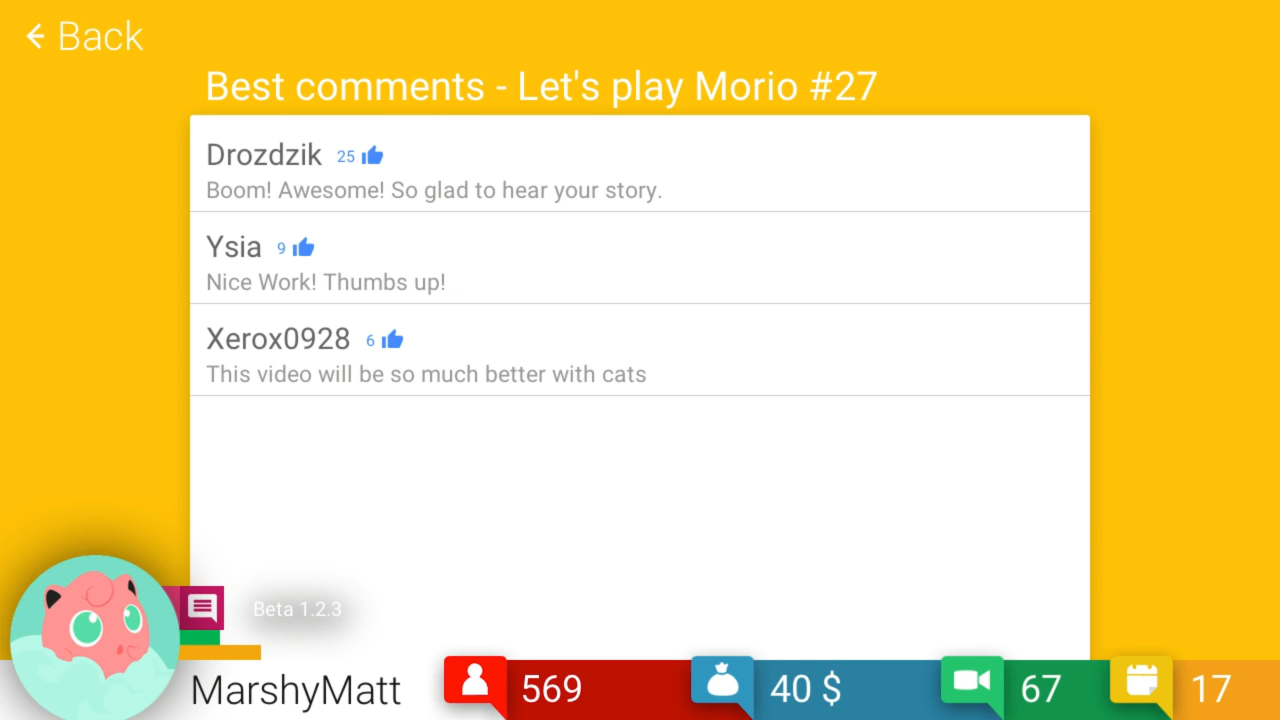 Back
Best comments - Let's play Morio #27
Drozdzik 25
Boom! Awesome! So glad to hear your story.
Ysia 9
Nice Work! Thumbs up!
Xerox0928 6
This video will be so much better with cats
Beta 1.2.3
MarshyMatt 569 40 $ 67 17